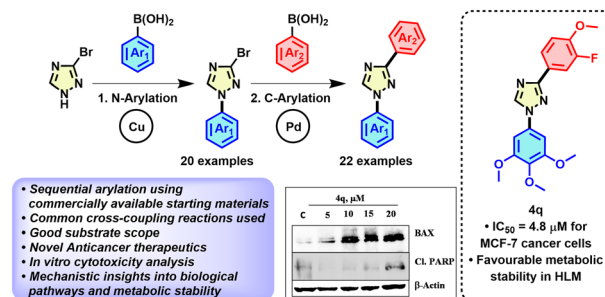 B(OH)2
Ar1
B(OH)2
Ar2
Br
N
N
N
H
1. N-Arylation
Cu
Br
N
N
N
Ar1
20 examples
2. C-Arylation
Pd
Ar2
N
N
N
Ar1
22 examples
O
F
N
N
N
O
O
O
4q
• IC50 = 4.8 μM for
MCF-7 cancer cells
• Favourable metabolic
stability in HLM
• Sequential arylation using
commercially available starting materials
• Common cross-coupling reactions used
• Good substrate scope
• Novel Anticancer therapeutics
• In vitro cytotoxicity analysis
• Mechanistic insights into biological
pathways and metabolic stability
4q, μM
C 5 10 15 20
BAX
Cl. PARP
β-Actin